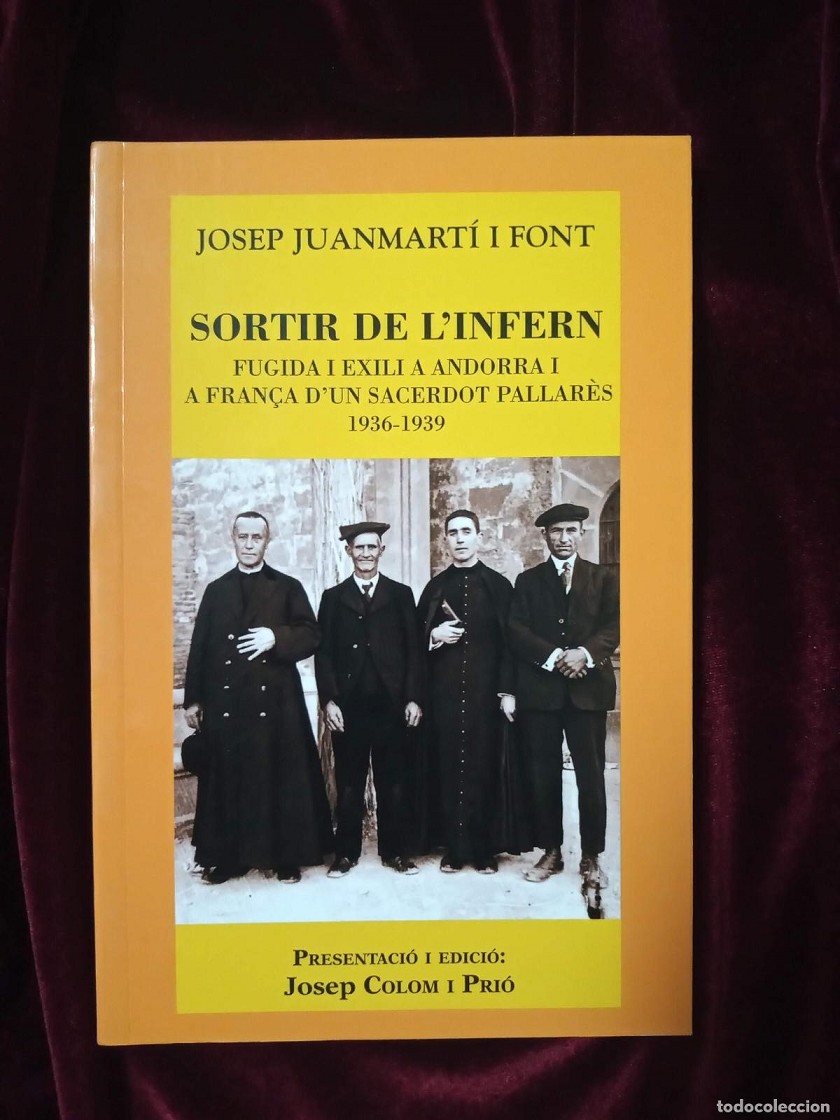 JOSEP JUANMARTÍ I FONT
SORTIR DE L'INFERN
FUGIDA I EXILI A ANDORRA I
A FRANÇA D'UN SACERDOT PALLARÈS
1936-1939
PRESENTACIÓ I EDICIÓ:
JOSEP COLOM I PRIÓ
todocoleccion